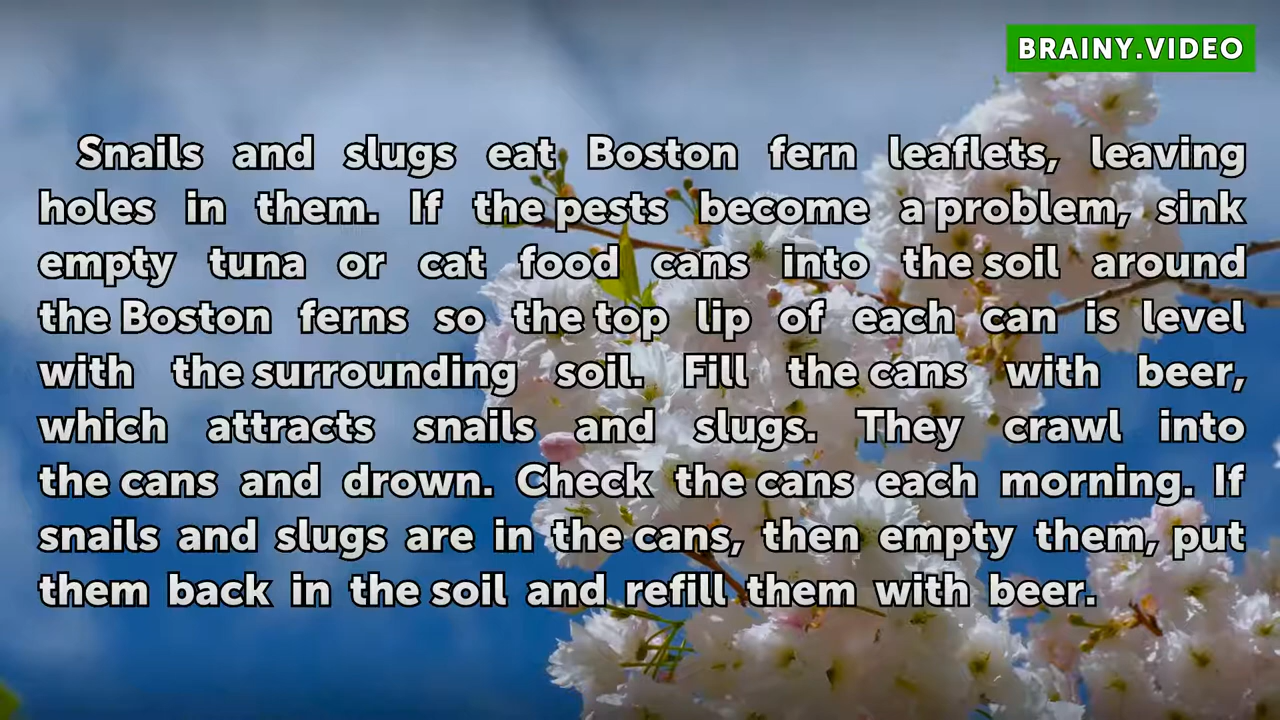 BRAINY.VIDEO
Snails and slugs eat Boston fern leaflets, leaving
holes in them. If the pests become a problem, sink
empty tuna or cat food cans into the soil around
the Boston ferns so the top lip of each can is level
with the surrounding soil. Fill the cans with beer,
which attracts snails and slugs. They crawl into
the cans and drown. Check the cans each morning. If
snails and slugs are in the cans, then empty them, put
them back in the soil and refill them with beer.